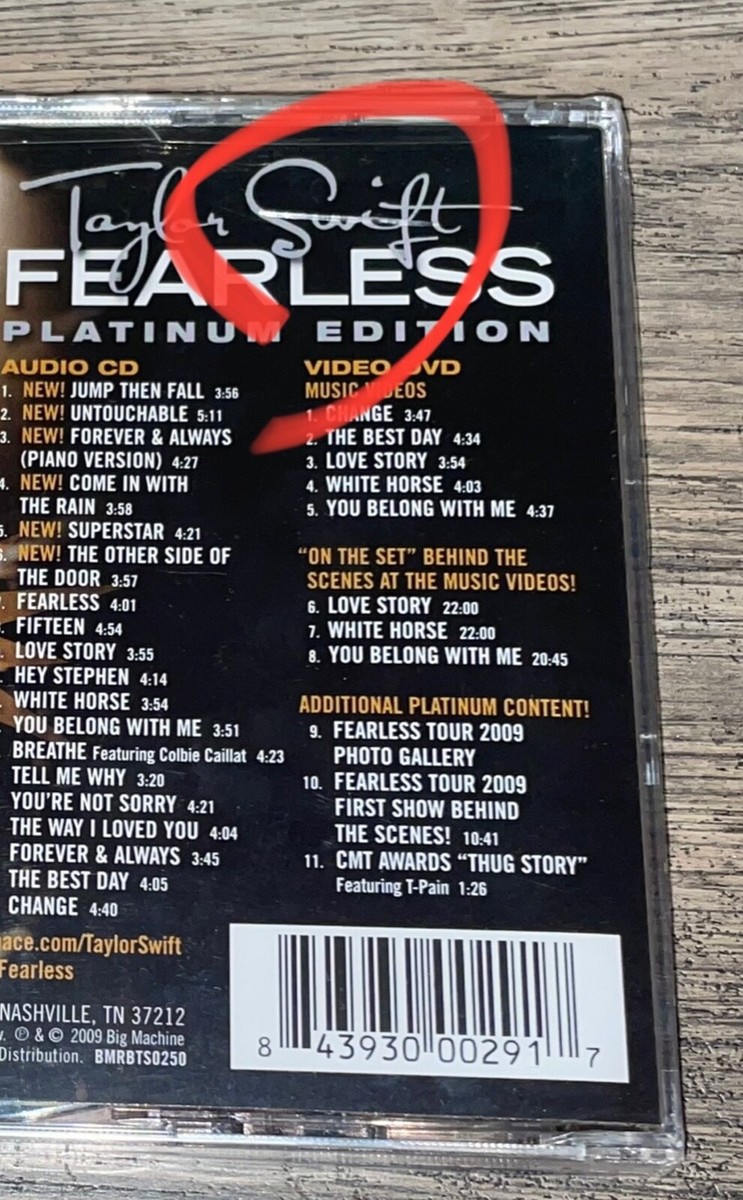 Taylor Swift
FEARLESS
PLATINUM EDITION
AUDIO CD
1. NEW! JUMP THEN FALL 3:56
2. NEW! UNTOUCHABLE 5:11
3. NEW! FOREVER & ALWAYS
(PIANO VERSION) 4:27
4. NEW! COME IN WITH
THE RAIN 3:58
5. NEW! SUPERSTAR 4:21
NEW! THE OTHER SIDE OF
THE DOOR 3:57
FEARLESS 4:01
FIFTEEN 4:54
LOVE STORY 3:55
HEY STEPHEN 4:14
WHITE HORSE 3:54
YOU BELONG WITH ME 3:51
BREATHE Featuring Colbie Caillat 4:23
TELL ME WHY 3:20
YOU'RE NOT SORRY 4:21
THE WAY I LOVED YOU 4:04
FOREVER & ALWAYS 3:45
THE BEST DAY 4:05
CHANGE 4:40
VIDEO DVD
MUSIC VIDEOS
1. CHANGE 3:47
2. THE BEST DAY 4:34
3. LOVE STORY 3:54
4. WHITE HORSE 4:03
5. YOU BELONG WITH ME 4:37
"ON THE SET" BEHIND THE
SCENES AT THE MUSIC VIDEOS!
6. LOVE STORY 22:00
7. WHITE HORSE 22:00
8. YOU BELONG WITH ME 20:45
ADDITIONAL PLATINUM CONTENT!
9. FEARLESS TOUR 2009
PHOTO GALLERY
10. FEARLESS TOUR 2009
FIRST SHOW BEHIND
THE SCENES! 10:41
11. CMT AWARDS "THUG STORY"
Featuring T-Pain 1:26
ace.com/TaylorSwift
Fearless
NASHVILLE, TN 37212
℗ & © 2009 Big Machine
Distribution. BMRBTS0250
8 43930 00291 7